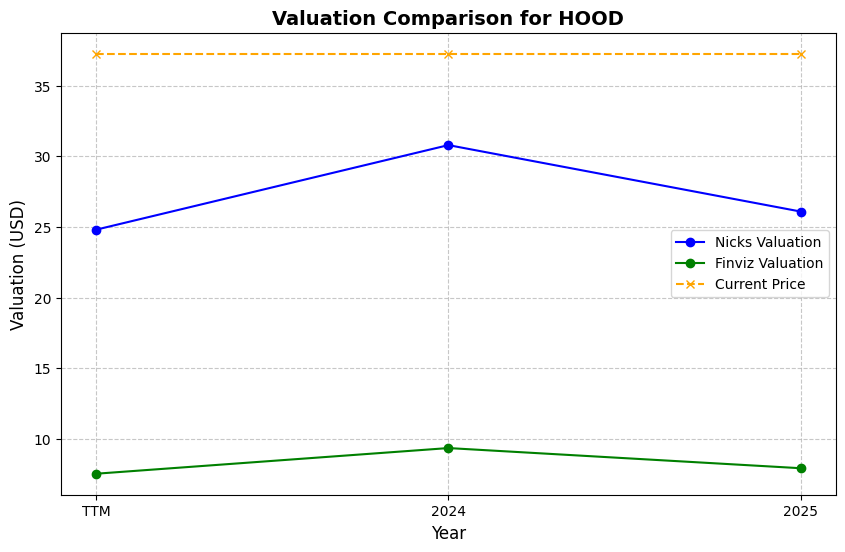 Valuation Comparison for HOOD
Valuation (USD)
35
30
25
20
15
10
Nicks Valuation
Finviz Valuation
Current Price
TTM
2024
2025
Year